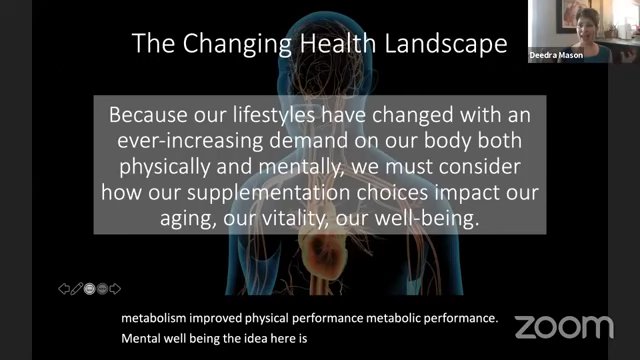 The Changing Health Landscape
Deedra Mason
Because our lifestyles have changed with an
ever-increasing demand on our body both
physically and mentally, we must consider
how our supplementation choices impact our
aging, our vitality, our well-being.
metabolism improved physical performance metabolic performance.
Mental well being the idea here is
zoom